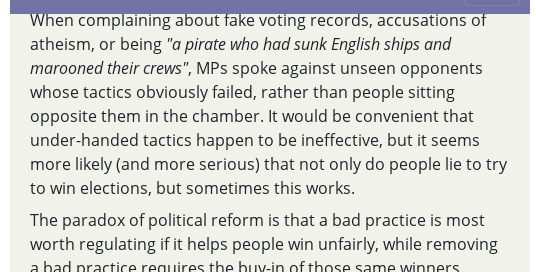 When complaining about fake voting records, accusations of
atheism, or being "a pirate who had sunk English ships and
marooned their crews", MPs spoke against unseen opponents
whose tactics obviously failed, rather than people sitting
opposite them in the chamber. It would be convenient that
under-handed tactics happen to be ineffective, but it seems
more likely (and more serious) that not only do people lie to try
to win elections, but sometimes this works.
The paradox of political reform is that a bad practice is most
worth regulating if it helps people win unfairly, while removing
a bad practice requires the buy-in of those same winners